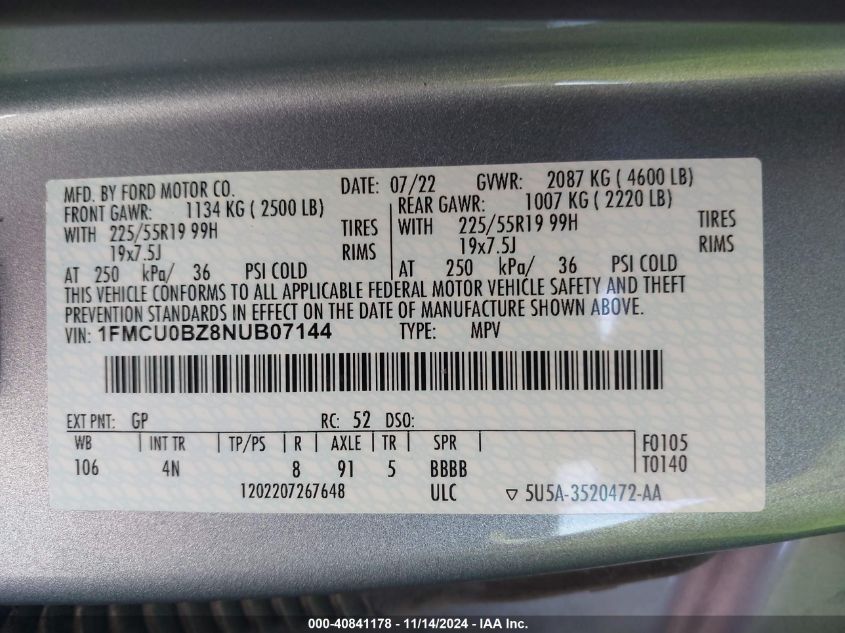 MFD. BY FORD MOTOR CO. DATE: 07/22 GVWR: 2087 KG ( 4600 LB)
FRONT GAWR: 1134 KG ( 2500 LB) REAR GAWR: 1007 KG ( 2220 LB)
WITH 225/55R19 99H TIRES WITH 225/55R19 99H TIRES
19x7.5J RIMS 19x7.5J RIMS
AT 250 kPa/ 36 PSI COLD AT 250 kPa/ 36 PSI COLD
THIS VEHICLE CONFORMS TO ALL APPLICABLE FEDERAL MOTOR VEHICLE SAFETY AND THEFT
PREVENTION STANDARDS IN EFFECT ON THE DATE OF MANUFACTURE SHOWN ABOVE.
VIN: 1FMCU0BZ8NUB07144 TYPE: MPV
EXT PNT: GP RC: 52 DSO:
WB INT TR TP/PS R AXLE TR SPR F0105
106 4N 8 91 5 BBBB T0140
1202207267648 ULC ▽ 5U5A-3520472-AA
000-40841178 - 11/14/2024 - IAA Inc.